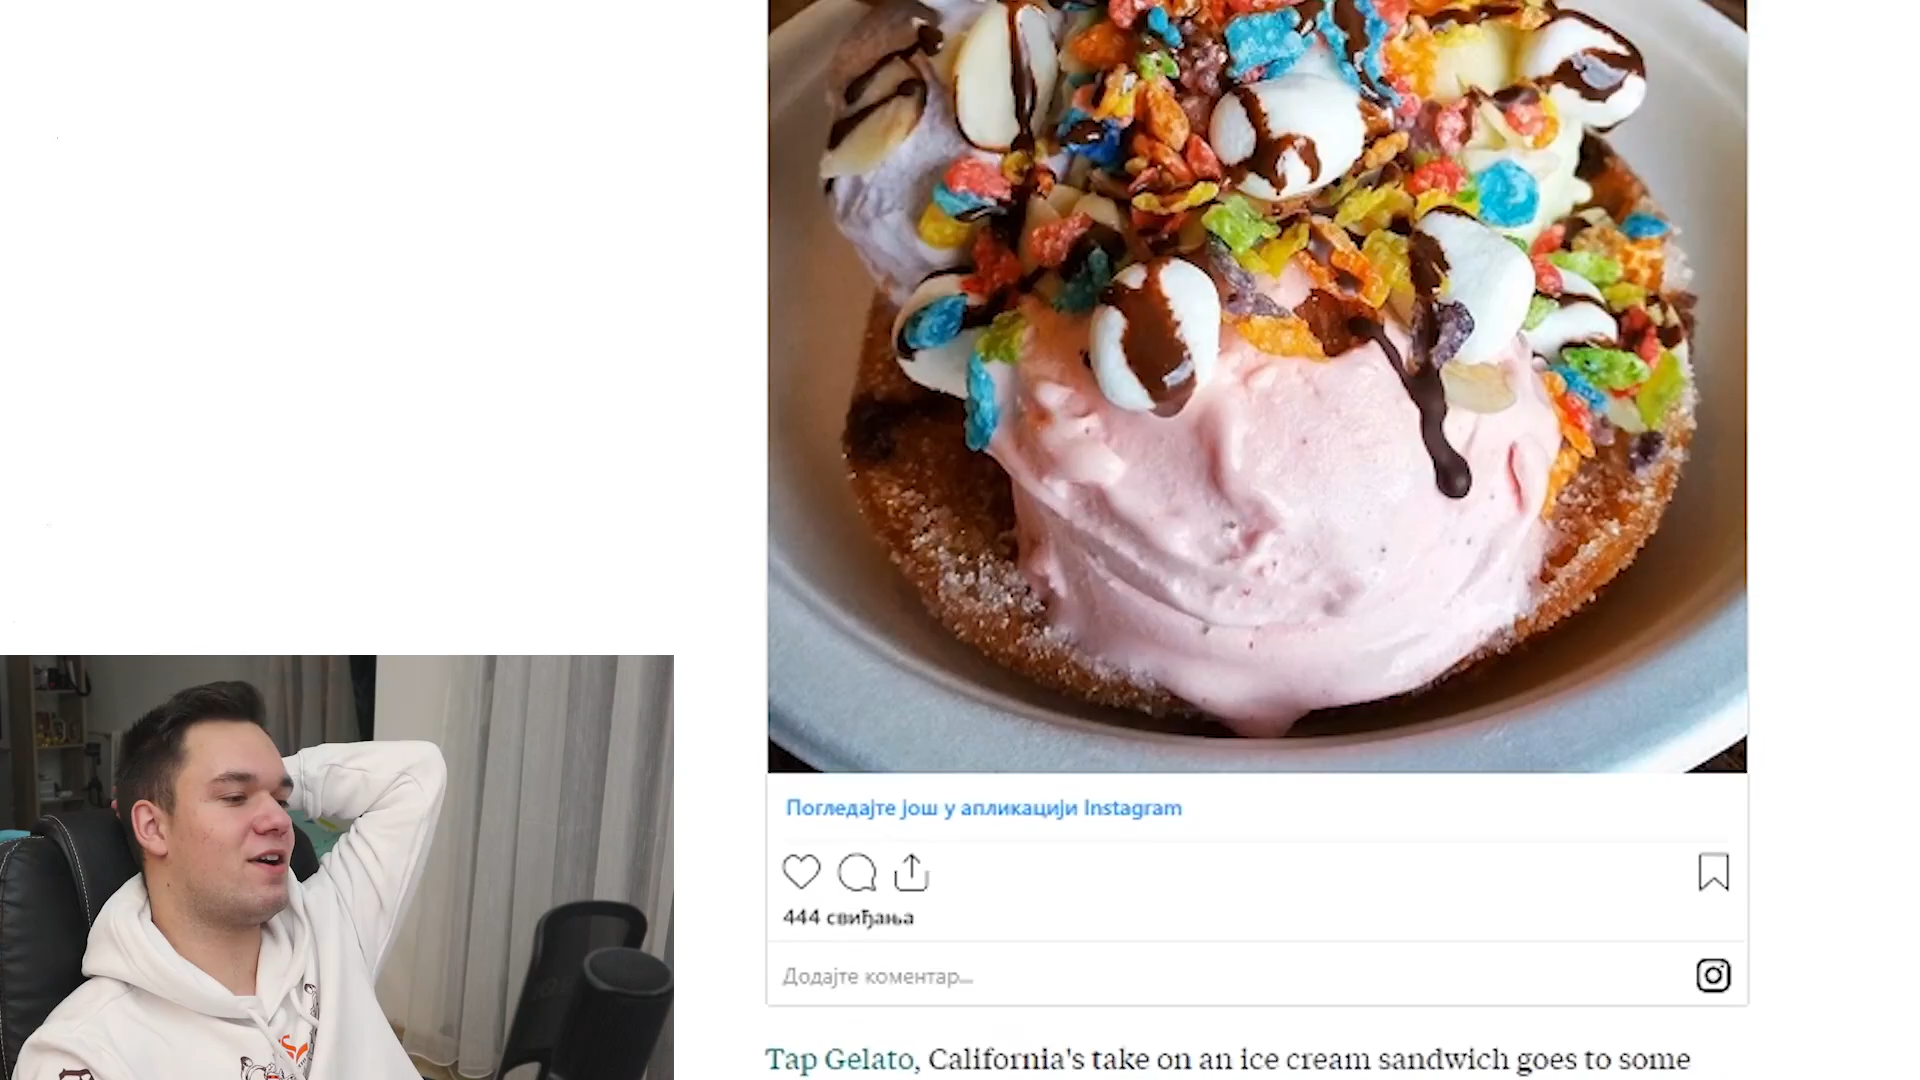 Погледајте још у апликацији Instagram
444 свиђања
Додајте коментар...
Tap Gelato, California's take on an ice cream sandwich goes to some